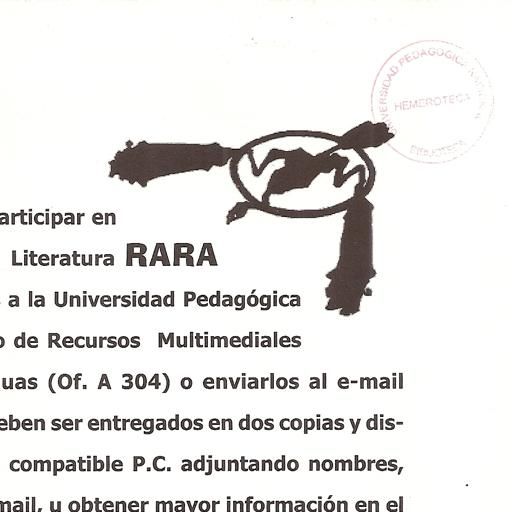 UNIVERSIDAD PEDAGOGICA NACIONAL
HEMEROTECA
BIBLIOTECA
articipar en
Literatura RARA
a la Universidad Pedagógica
o de Recursos Multimediales
uas (Of. A 304) o enviarlos al e-mail
eben ser entregados en dos copias y dis-
compatible P.C. adjuntando nombres,
mail, u obtener mayor información en el